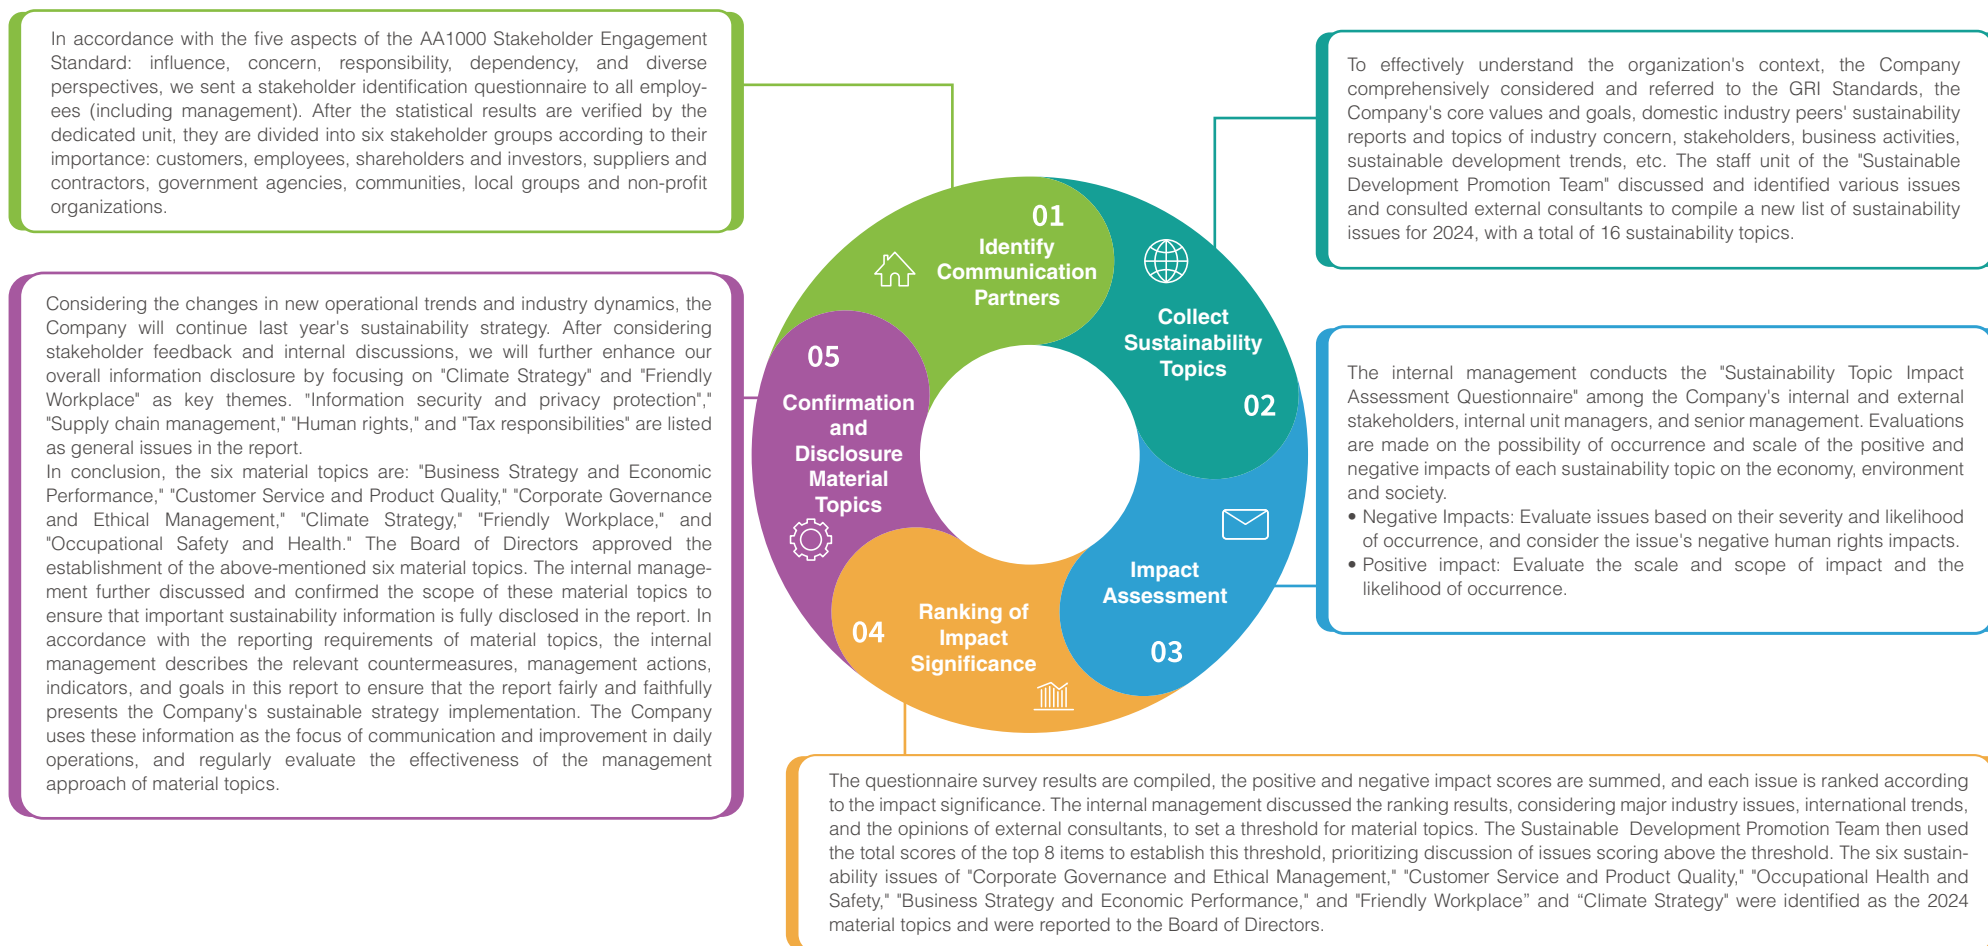 In accordance with the five aspects of the AA1000 Stakeholder Engagement
Standard: influence, concern, responsibility, dependency, and diverse
perspectives, we sent a stakeholder identification questionnaire to all employ-
ees (including management). After the statistical results are verified by the
dedicated unit, they are divided into six stakeholder groups according to their
importance: customers, employees, shareholders and investors, suppliers and
contractors, government agencies, communities, local groups and non-profit
organizations.
To effectively understand the organization's context, the Company
comprehensively considered and referred to the GRI Standards, the
Company's core values and goals, domestic industry peers' sustainability
reports and topics of industry concern, stakeholders, business activities,
sustainable development trends, etc. The staff unit of the "Sustainable
Development Promotion Team" discussed and identified various issues
and consulted external consultants to compile a new list of sustainability
issues for 2024, with a total of 16 sustainability topics.
01
Identify
Communication
Partners
Collect
Sustainability
Topics
02
Impact
Assessment
03
Ranking of
Impact
Significance
04
05
Confirmation
and
Disclosure
Material
Topics
Considering the changes in new operational trends and industry dynamics, the
Company will continue last year's sustainability strategy. After considering
stakeholder feedback and internal discussions, we will further enhance our
overall information disclosure by focusing on "Climate Strategy" and "Friendly
Workplace" as key themes. "Information security and privacy protection","
"Supply chain management," "Human rights," and "Tax responsibilities" are listed
as general issues in the report.
In conclusion, the six material topics are: "Business Strategy and Economic
Performance," "Customer Service and Product Quality," "Corporate Governance
and Ethical Management," "Climate Strategy," "Friendly Workplace," and
"Occupational Safety and Health." The Board of Directors approved the
establishment of the above-mentioned six material topics. The internal manage-
ment further discussed and confirmed the scope of these material topics to
ensure that important sustainability information is fully disclosed in the report. In
accordance with the reporting requirements of material topics, the internal
management describes the relevant countermeasures, management actions,
indicators, and goals in this report to ensure that the report fairly and faithfully
presents the Company's sustainable strategy implementation. The Company
uses these information as the focus of communication and improvement in daily
operations, and regularly evaluate the effectiveness of the management
approach of material topics.
The internal management conducts the "Sustainability Topic Impact
Assessment Questionnaire" among the Company's internal and external
stakeholders, internal unit managers, and senior management. Evaluations
are made on the possibility of occurrence and scale of the positive and
negative impacts of each sustainability topic on the economy, environment
and society.
• Negative Impacts: Evaluate issues based on their severity and likelihood
of occurrence, and consider the issue's negative human rights impacts.
• Positive impact: Evaluate the scale and scope of impact and the
likelihood of occurrence.
The questionnaire survey results are compiled, the positive and negative impact scores are summed, and each issue is ranked according
to the impact significance. The internal management discussed the ranking results, considering major industry issues, international trends,
and the opinions of external consultants, to set a threshold for material topics. The Sustainable Development Promotion Team then used
the total scores of the top 8 items to establish this threshold, prioritizing discussion of issues scoring above the threshold. The six sustain-
ability issues of "Corporate Governance and Ethical Management," "Customer Service and Product Quality," "Occupational Health and
Safety," "Business Strategy and Economic Performance," and "Friendly Workplace” and “Climate Strategy" were identified as the 2024
material topics and were reported to the Board of Directors.